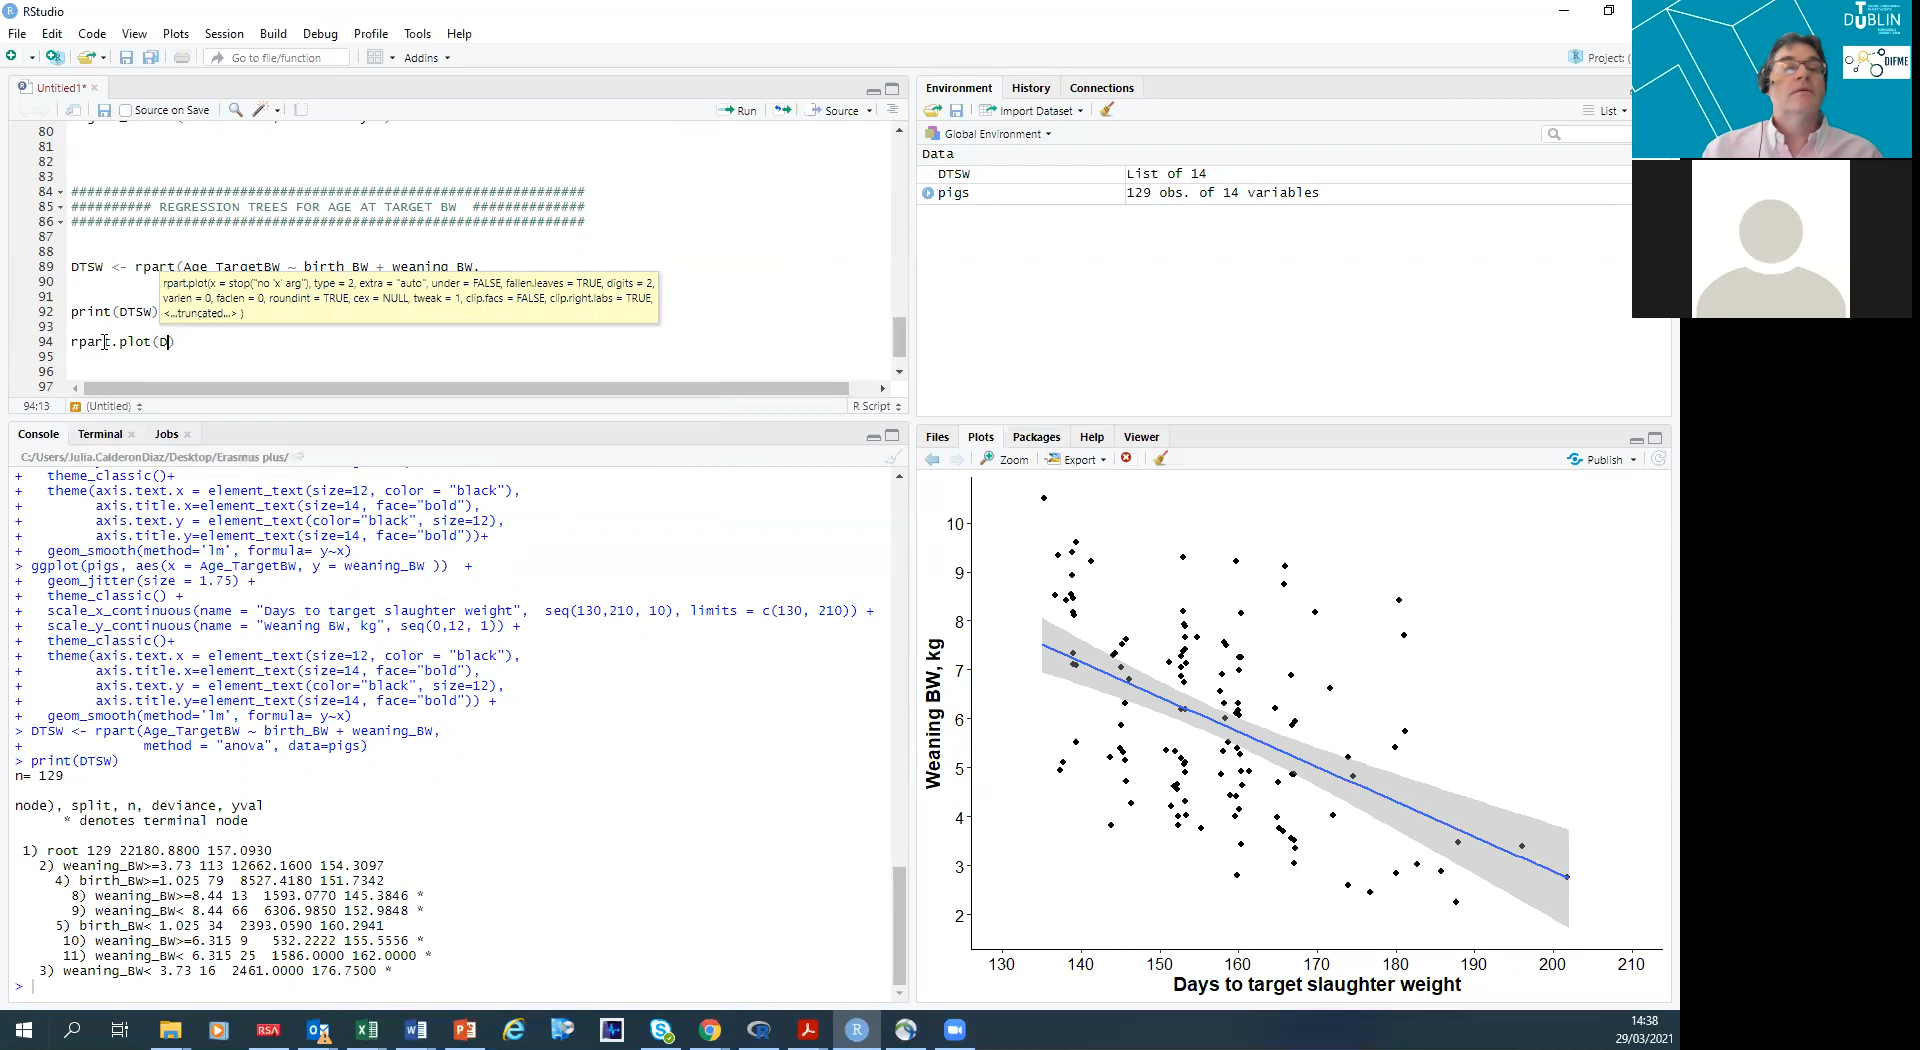 RStudio
File Edit Code View Plots Session Build Debug Profile Tools Help
Go to file/function Addins
Project: (
Untitled1*
Source on Save Run Source
80
81
82
83
84 ################################################################
85 ########## REGRESSION TREES FOR AGE AT TARGET BW ##############
86 ################################################################
87
88
89 DTSW <- rpart(Age_TargetBW ~ birth_BW + weaning_BW,
90
rpart.plot(x = stop("no 'x' arg"), type = 2, extra = "auto", under = FALSE, fallen.leaves = TRUE, digits = 2,
91
varlen = 0, faclen = 0, roundint = TRUE, cex = NULL, tweak = 1, clip.facs = FALSE, clip.right.labs = TRUE,
<...truncated...> )
92 print(DTSW)
93
94 rpart.plot(D)
95
96
97
94:13 (Untitled) R Script
Console Terminal Jobs
C:/Users/Julia.CalderonDiaz/Desktop/Erasmus plus/
+ theme_classic()+
+ theme(axis.text.x = element_text(size=12, color = "black"),
+ axis.title.x=element_text(size=14, face="bold"),
+ axis.text.y = element_text(color="black", size=12),
+ axis.title.y=element_text(size=14, face="bold"))+
+ geom_smooth(method='lm', formula= y~x)
> ggplot(pigs, aes(x = Age_TargetBW, y = weaning_BW )) +
+ geom_jitter(size = 1.75) +
+ theme_classic() +
+ scale_x_continuous(name = "Days to target slaughter weight", seq(130,210, 10), limits = c(130, 210)) +
+ scale_y_continuous(name = "Weaning BW, kg", seq(0,12, 1)) +
+ theme_classic()+
+ theme(axis.text.x = element_text(size=12, color = "black"),
+ axis.title.x=element_text(size=14, face="bold"),
+ axis.text.y = element_text(color="black", size=12),
+ axis.title.y=element_text(size=14, face="bold")) +
+ geom_smooth(method='lm', formula= y~x)
> DTSW <- rpart(Age_TargetBW ~ birth_BW + weaning_BW,
+ method = "anova", data=pigs)
> print(DTSW)
n= 129
node), split, n, deviance, yval
* denotes terminal node
1) root 129 22180.8800 157.0930
2) weaning_BW>=3.73 113 12662.1600 154.3097
4) birth_BW>=1.025 79 8527.4180 151.7342
8) weaning_BW>=8.44 13 1593.0770 145.3846 *
9) weaning_BW< 8.44 66 6306.9850 152.9848 *
5) birth_BW< 1.025 34 2393.0590 160.2941
10) weaning_BW>=6.315 9 532.2222 155.5556 *
11) weaning_BW< 6.315 25 1586.0000 162.0000 *
3) weaning_BW< 3.73 16 2461.0000 176.7500 *
>
Environment History Connections
Import Dataset List
Global Environment
Data
DTSW List of 14
pigs 129 obs. of 14 variables
Files Plots Packages Help Viewer
Zoom Export Publish
10
9
8
7
6
5
4
3
2
Weaning BW, kg
130 140 150 160 170 180 190 200 210
Days to target slaughter weight
DUBLIN
DIFME
RSA
14:38
29/03/2021